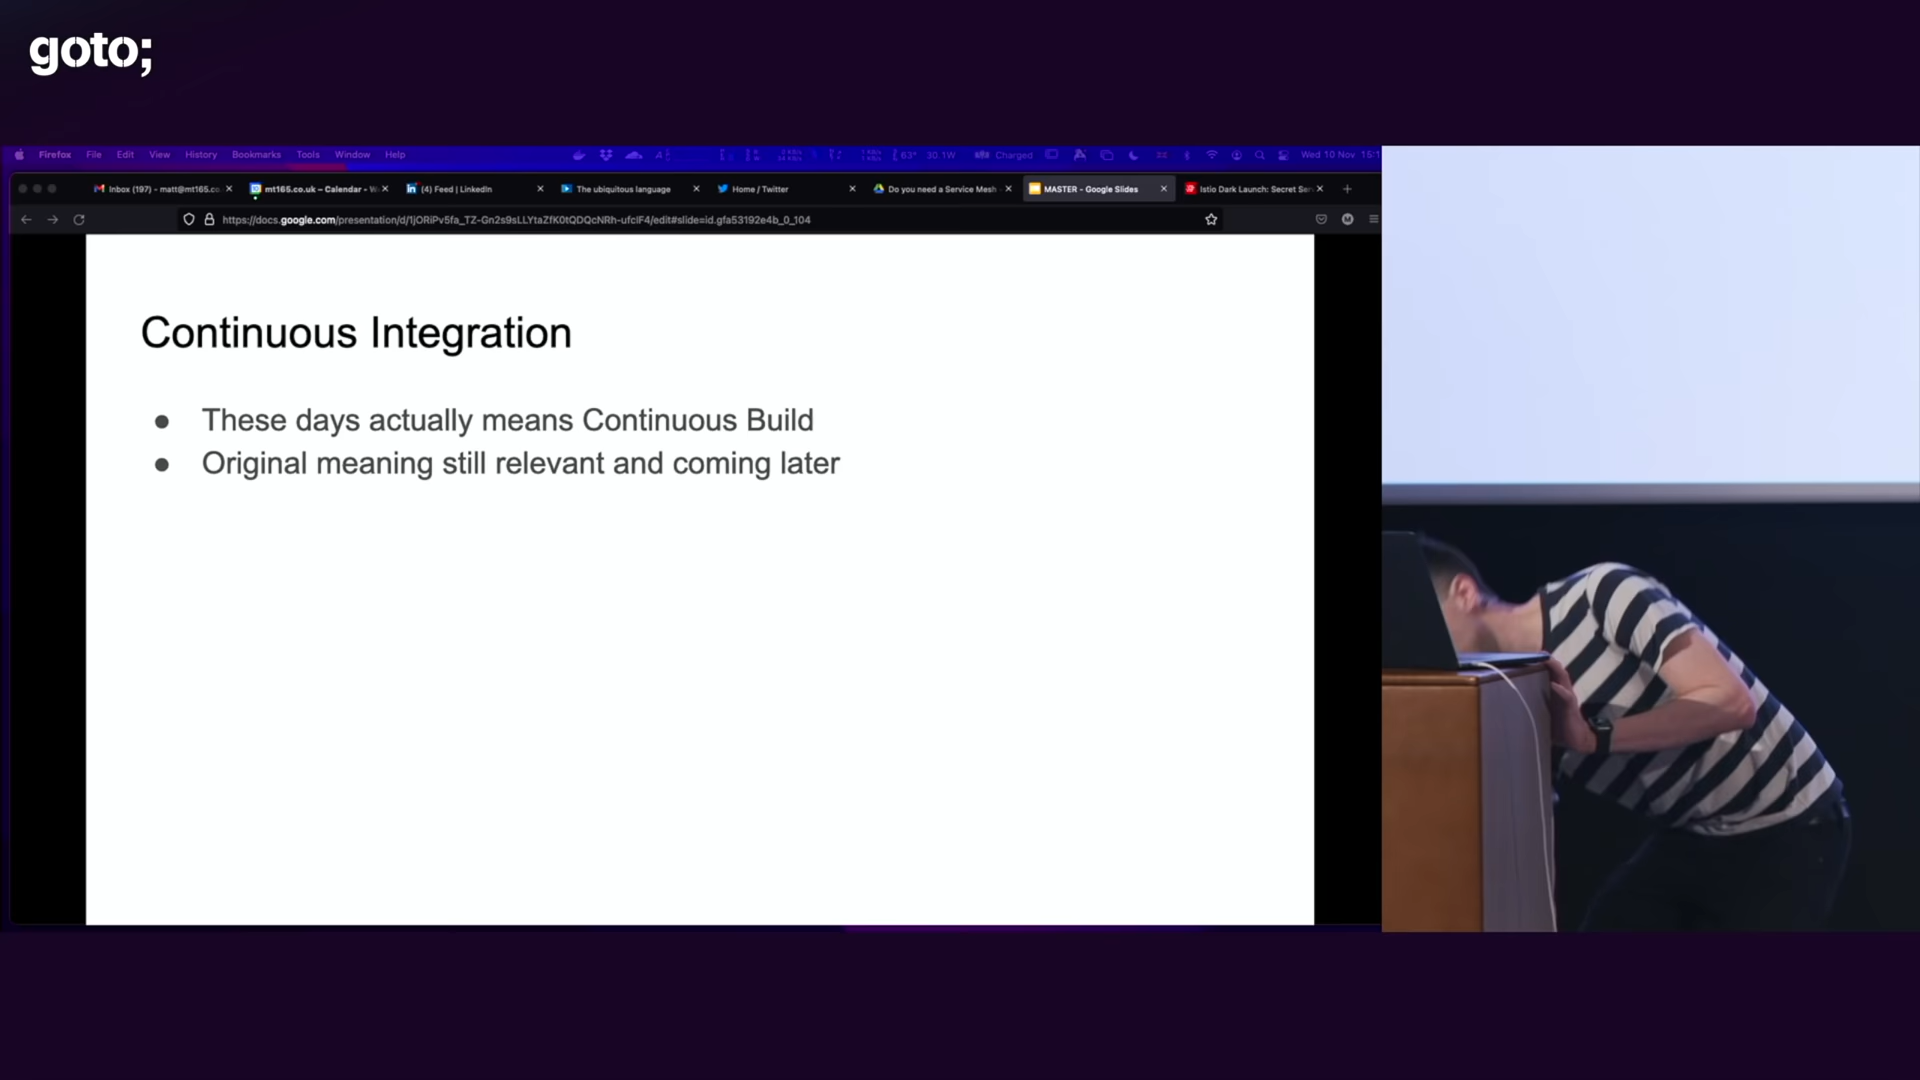 goto;
Firefox File Edit View History Bookmarks Tools Window Help
63° 30.1W Charged Wed 10 Nov 15:1
Inbox (197) - matt@mt165.co
mt165.co.uk – Calendar - W
(4) Feed | LinkedIn
The ubiquitous language
Home / Twitter
Do you need a Service Mesh
MASTER - Google Slides
Istio Dark Launch: Secret Ser
https://docs.google.com/presentation/d/1jORiPv5fa_TZ-Gn2s9sLLYtaZfK0tQDQcNRh-ufclF4/edit#slide=id.gfa53192e4b_0_104
Continuous Integration
● These days actually means Continuous Build
● Original meaning still relevant and coming later